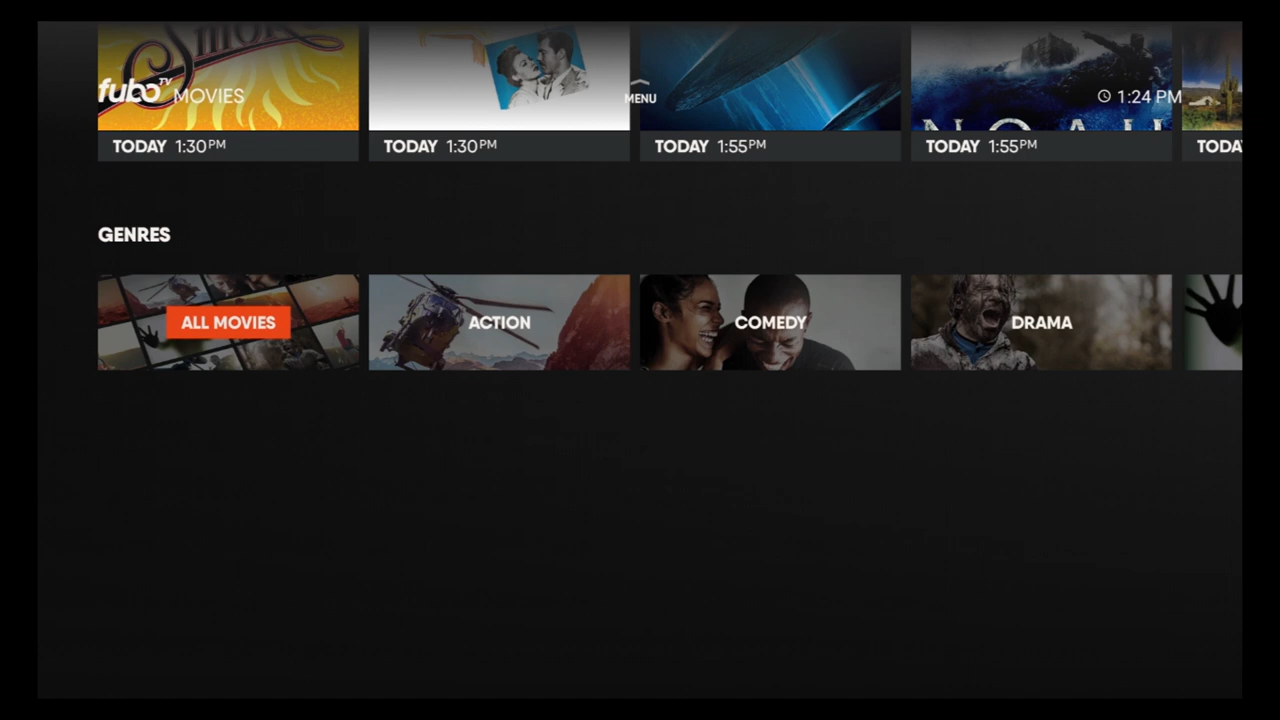 fuboTV MOVIES
MENU
1:24 PM
NOAH
TODAY 1:30PM
TODAY 1:30PM
TODAY 1:55PM
TODAY 1:55PM
GENRES
ALL MOVIES
ACTION
COMEDY
DRAMA